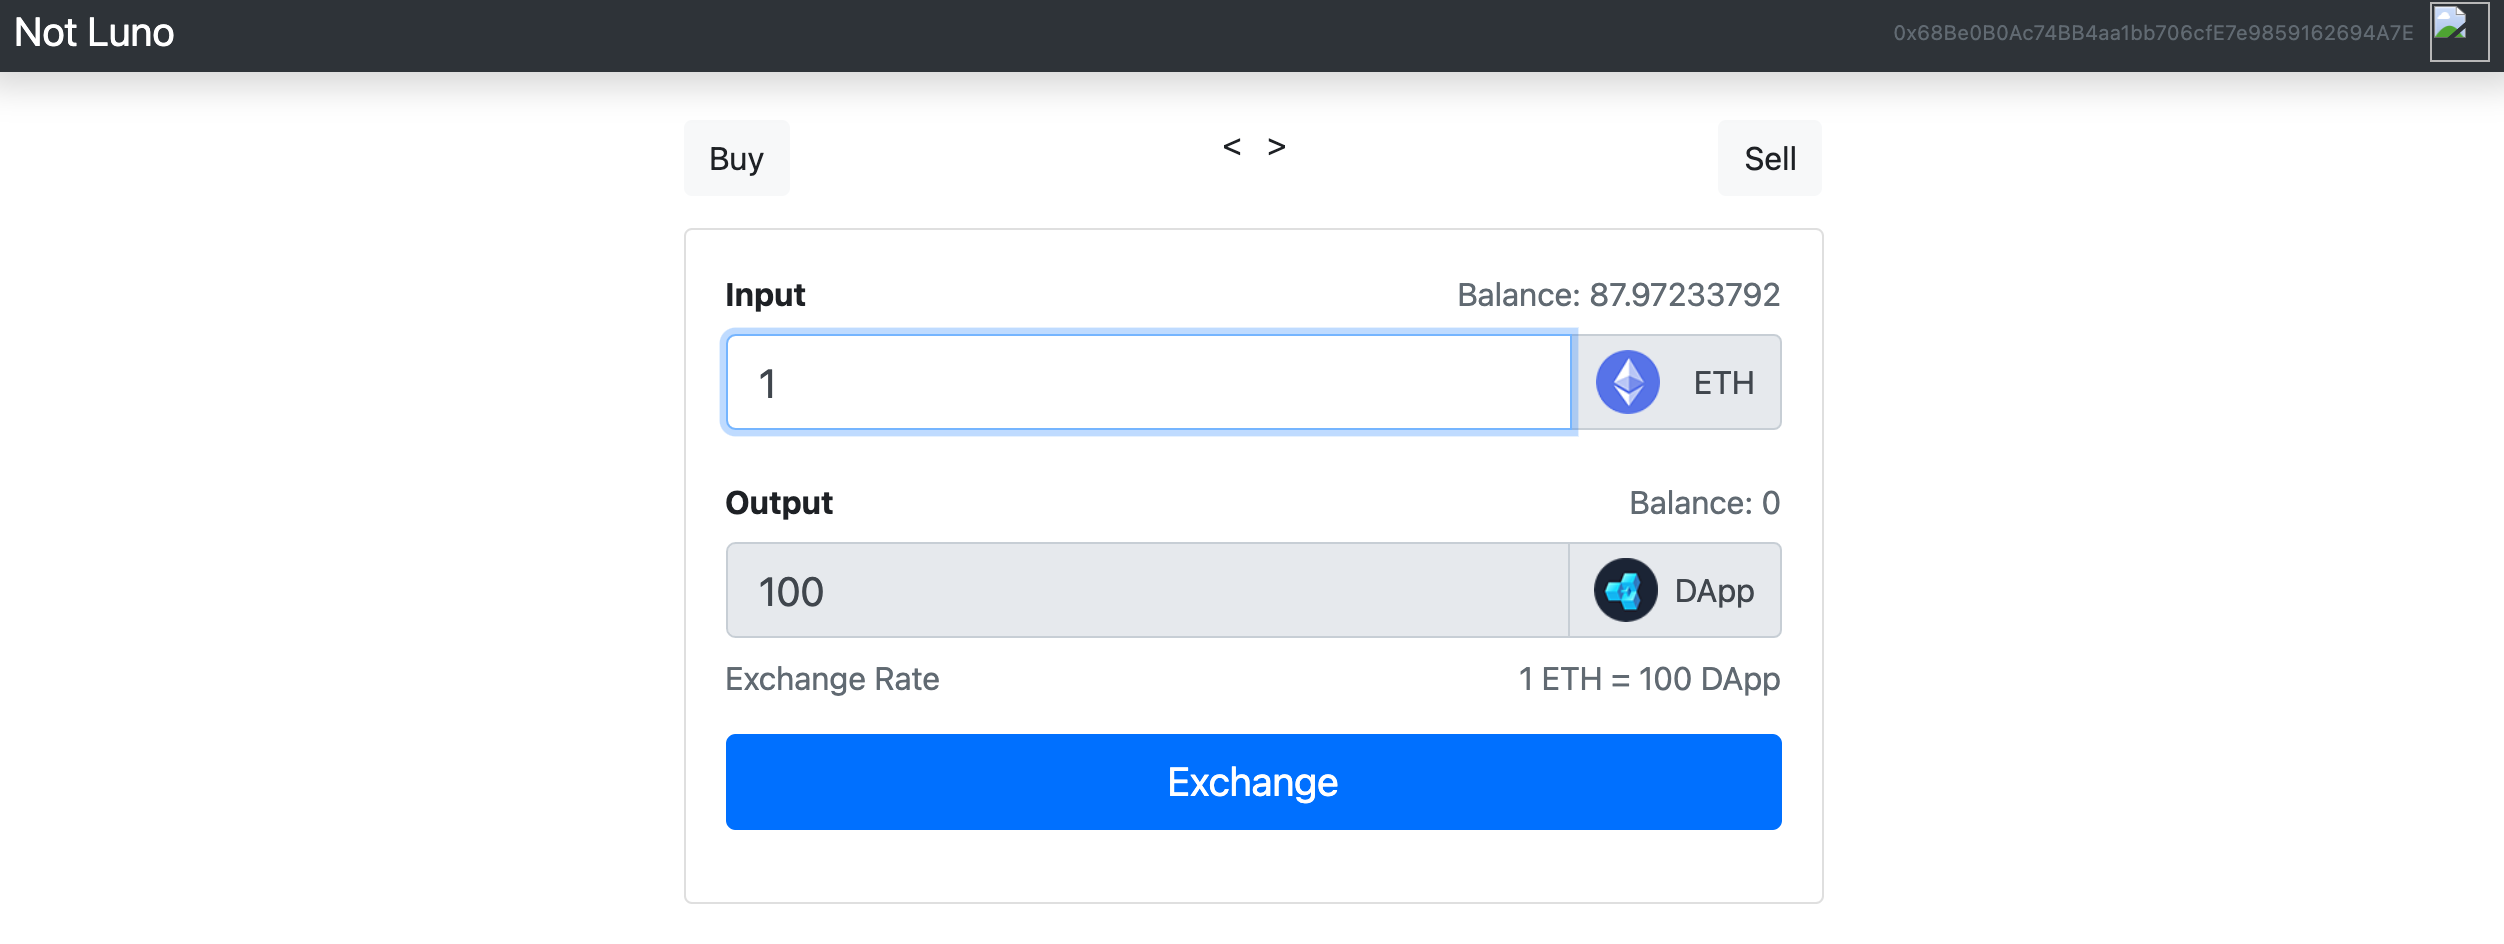 Not Luno
0x68Be0B0Ac74BB4aa1bb706cfE7e9859162694A7E
Buy
< >
Sell
Input
Balance: 87.97233792
1
ETH
Output
Balance: 0
100
DApp
Exchange Rate
1 ETH = 100 DApp
Exchange